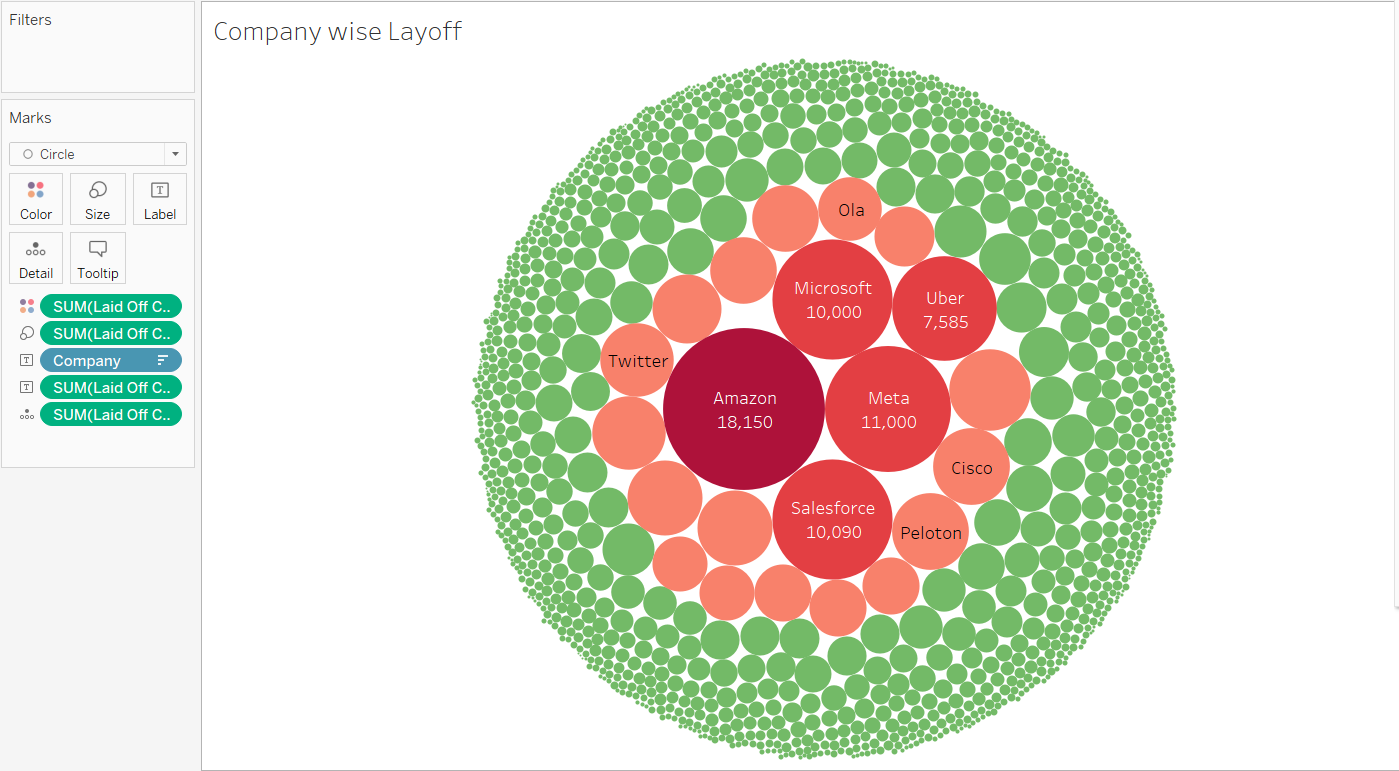 Filters
Marks
Circle
Color
Size
T
Label
Detail
Tooltip
SUM(Laid Off C..
SUM(Laid Off C..
T
Company
T
SUM(Laid Off C..
SUM(Laid Off C..
Company wise Layoff
Ola
Microsoft
10,000
Uber
7,585
Twitter
Amazon
18,150
Meta
11,000
Cisco
Salesforce
10,090
Peloton